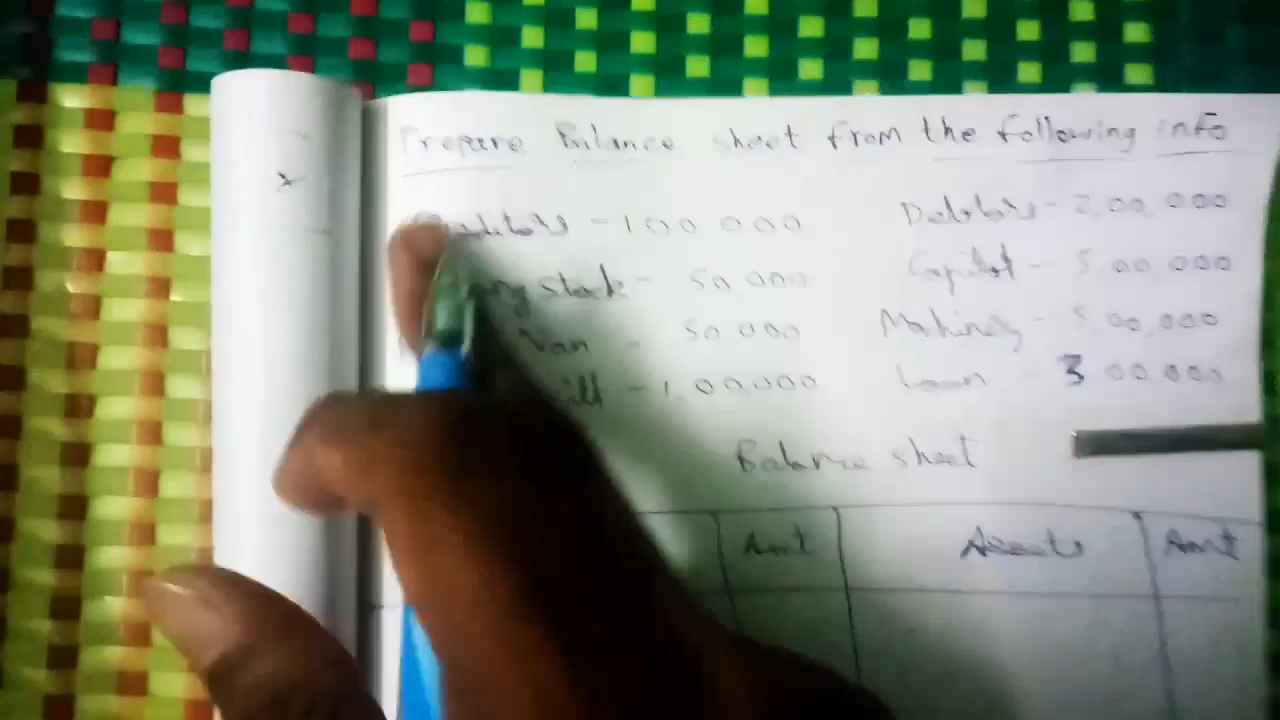 Prepare Balance sheet from the following info
- 100 000 Debtors - 2,00,000
stock - 50,000 Capital - 5 00 000
Van - 50 000 Machinery - 5,00,000
- 1,00,000 Loan - 3 00 000
Balance sheet
Amt Assets Amt